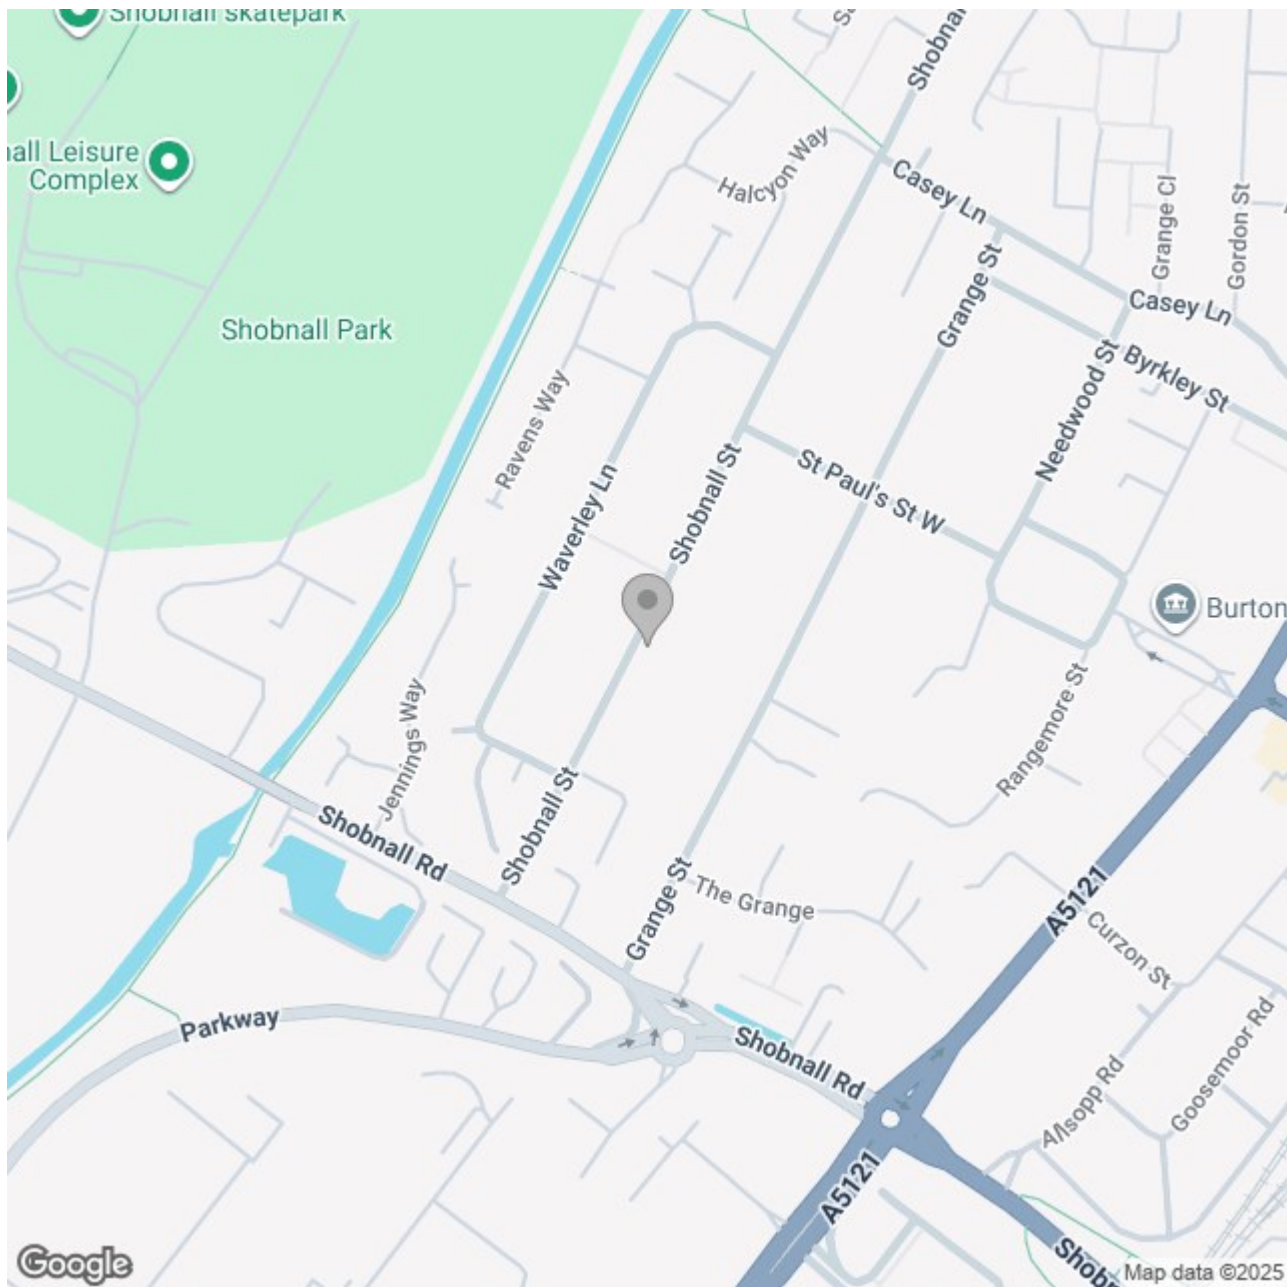 Shobnall skatepark
Shobnall
nall Leisure
Complex
Halcyon Way
Casey Ln
Grange Cl
Gordon St
Grange St
Casey Ln
Shobnall Park
Byrkley St
Needwood St
Ravens Way
Shobnall St
St Paul's St W
Waverley Ln
Burton
Jennings Way
Rangemore St
Shobnall St
Shobnall Rd
Grange St
The Grange
A5121
Curzon St
Parkway
Shobnall Rd
Allsopp Rd
Goosemoor Rd
A5121
Shobn
Google
Map data ©2025